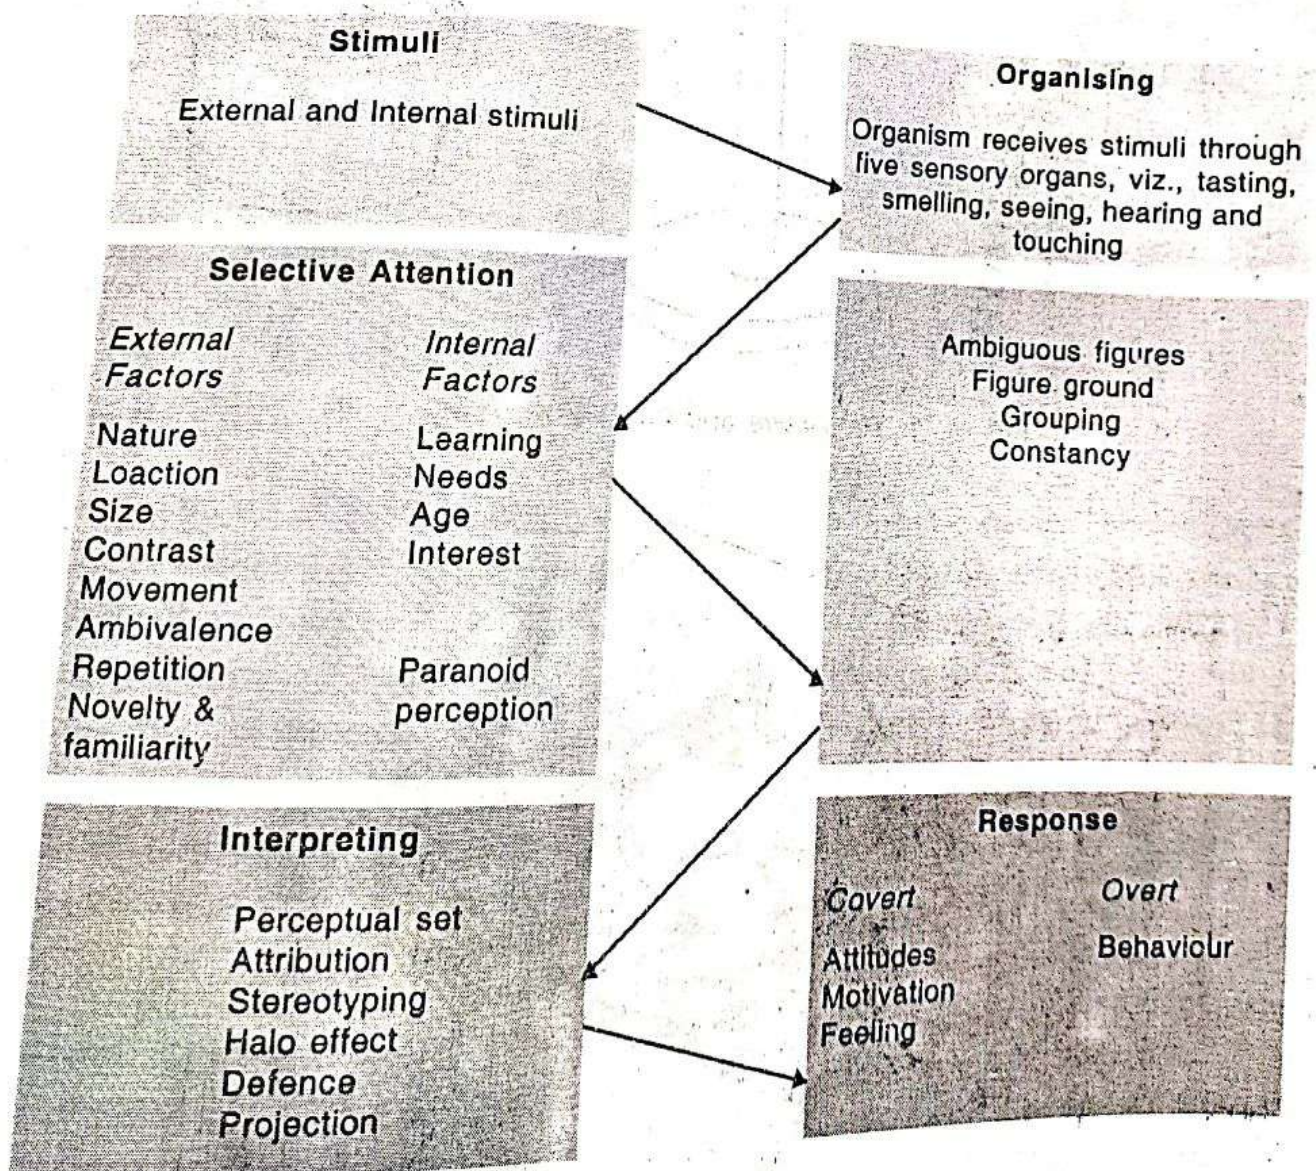 Stimuli
External and Internal stimuli
Organising
Organism receives stimuli through
five sensory organs, viz., tasting,
smelling, seeing, hearing and
touching
Selective Attention
External Internal
Factors Factors
Nature Learning
Loaction Needs
Size Age
Contrast Interest
Movement
Ambivalence
Repetition Paranoid
Novelty & perception
familiarity
Ambiguous figures
Figure ground
Grouping
Constancy
Interpreting
Perceptual set
Attribution
Stereotyping
Halo effect
Defence
Projection
Response
Covert Overt
Attitudes Behaviour
Motivation
Feeling